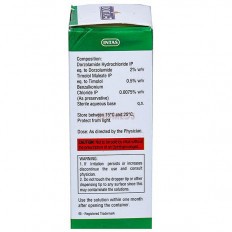 INTAS
Composition:
Dorzolamide Hydrochloride IP
eq. to Dorzolamide 2% w/v
Timolol Maleate IP
eq. to Timolol 0.5% w/v
Benzalkonium
Chloride IP 0.0075% w/v
(As preservative)
Sterile aqueous base q.s.
Store between 15°C and 25°C.
Protect from light.
Dose: As directed by the Physician.
WARNING:
1. If irritation persists or increases
discontinue the use and consult
physician.
2. Do not touch the dropper tip or other
dispensing tip to any surface since
this may contaminate the solution.
Use the solution within one month
after opening the container.
® - Registered Trademark